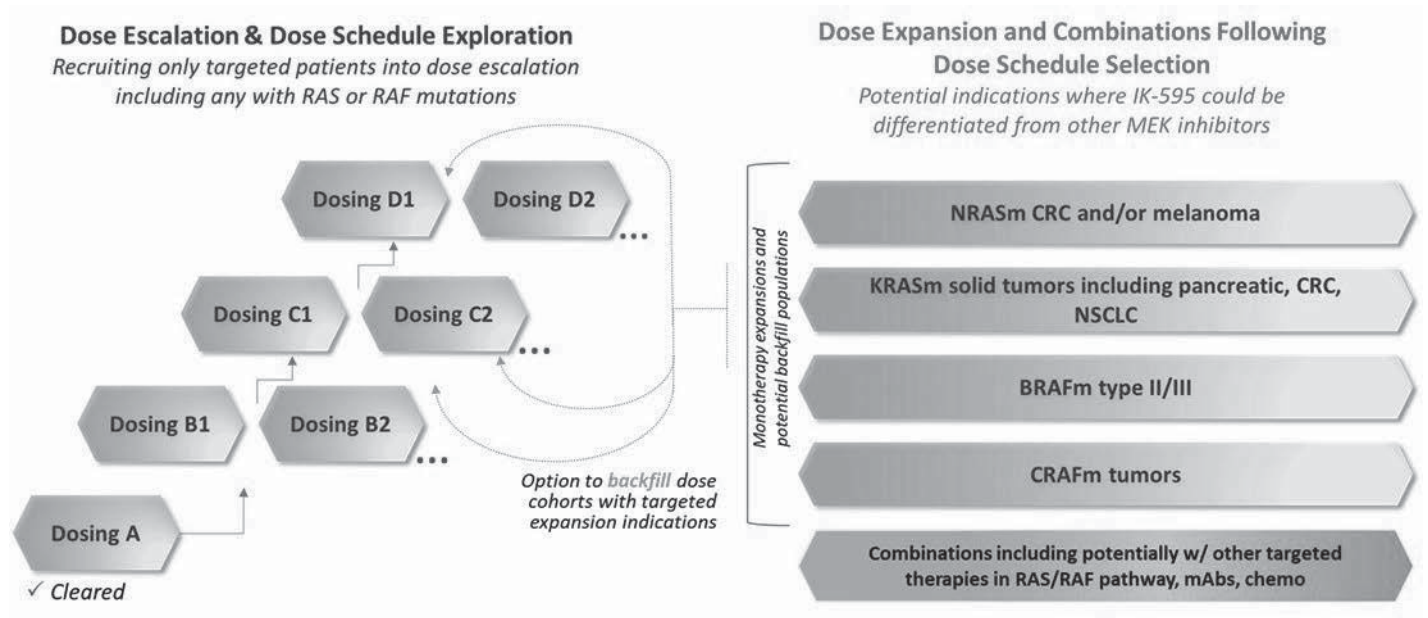 Dose Escalation & Dose Schedule Exploration
Recruiting only targeted patients into dose escalation
including any with RAS or RAF mutations
Dosing D1
Dosing D2
...
Dosing C1
Dosing C2
...
Dosing B1
Dosing B2
...
Dosing A
✓ Cleared
Option to backfill dose
cohorts with targeted
expansion indications
Dose Expansion and Combinations Following
Dose Schedule Selection
Potential indications where IK-595 could be
differentiated from other MEK inhibitors
Monotherapy expansions and
potential backfill populations
NRASm CRC and/or melanoma
KRASm solid tumors including pancreatic, CRC,
NSCLC
BRAFm type II/III
CRAFm tumors
Combinations including potentially w/ other targeted
therapies in RAS/RAF pathway, mAbs, chemo